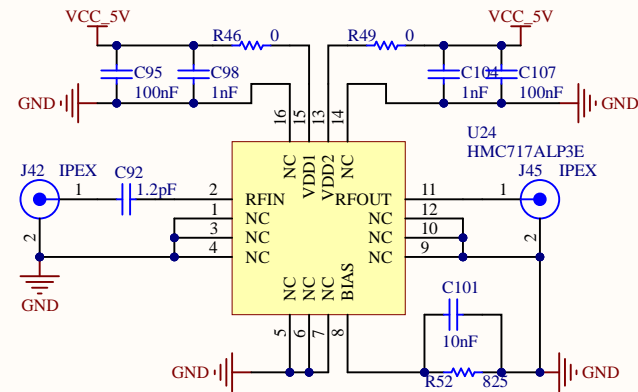 VCC_5V
VCC_5V
R46 0
R49 0
C95
100nF
C98
1nF
C104
1nF
C107
100nF
GND
GND
16
15
13
14
U24
HMC717ALP3E
NC
VDD1
VDD2
NC
J42 IPEX
C92
1.2pF
J45 IPEX
1
2 RFIN
RFOUT 11
1
1 NC
NC 12
3 NC
NC 10
4 NC
NC 9
2
2
GND
NC
NC
NC
BIAS
5
6
7
8
C101
10nF
GND
R52 825
GND